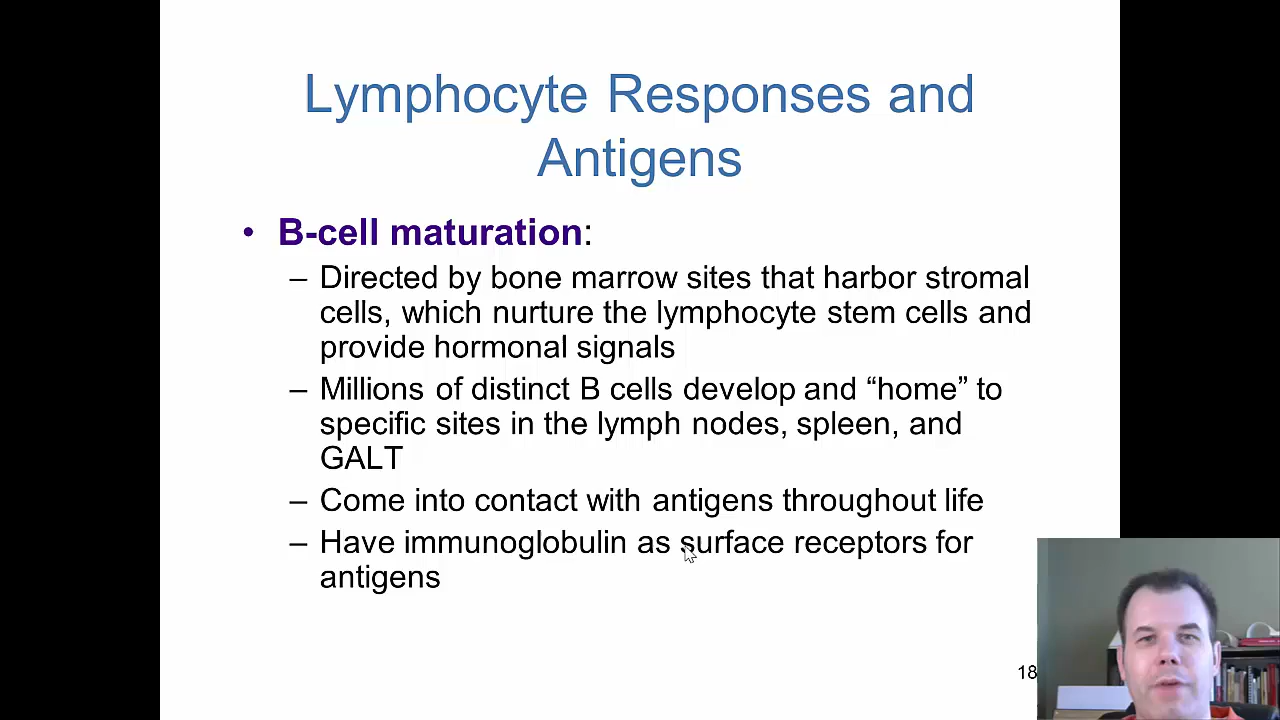 Lymphocyte Responses and
Antigens
• B-cell maturation:
– Directed by bone marrow sites that harbor stromal
cells, which nurture the lymphocyte stem cells and
provide hormonal signals
– Millions of distinct B cells develop and “home” to
specific sites in the lymph nodes, spleen, and
GALT
– Come into contact with antigens throughout life
– Have immunoglobulin as surface receptors for
antigens
18